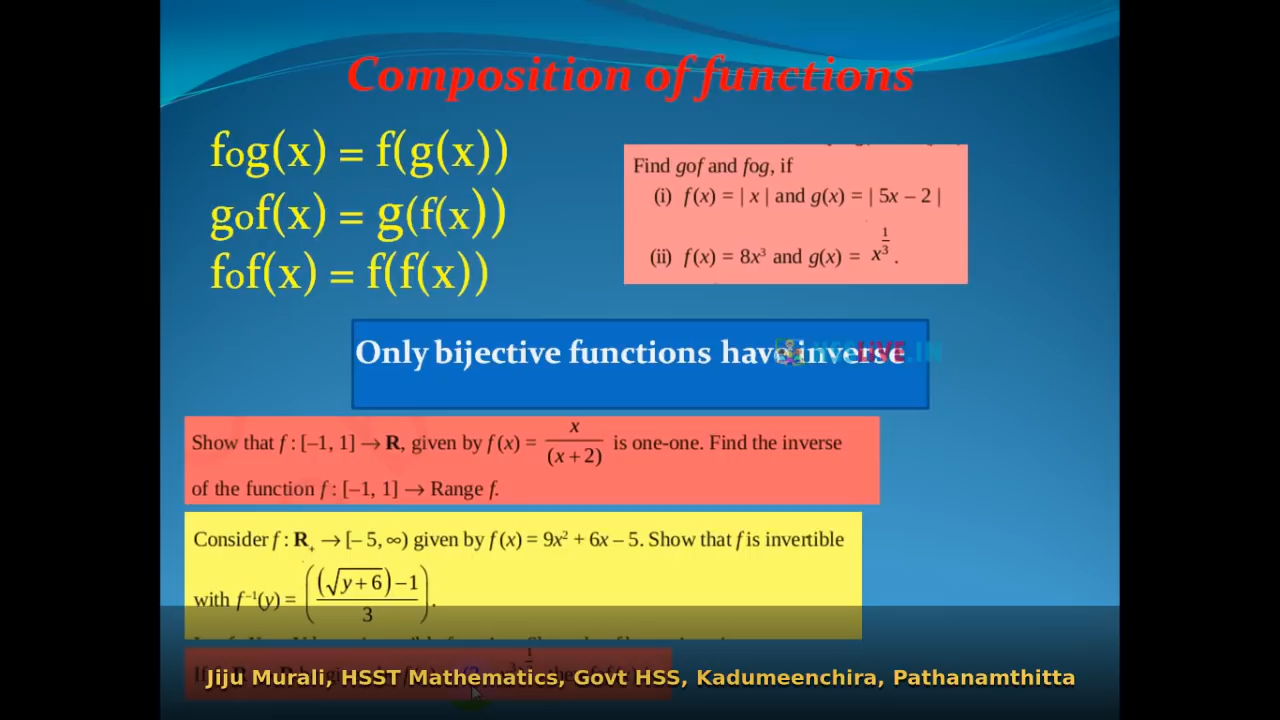 Composition of functions
fog(x) = f(g(x))
gof(x) = g(f(x))
fof(x) = f(f(x))
Find gof and fog, if
(i) f(x) = | x | and g(x) = | 5x – 2 |
(ii) f(x) = 8x³ and g(x) = x^(1/3) .
Only bijective functions have inverse
HSSLIVE.IN
Show that f : [–1, 1] → R, given by f (x) = x/(x + 2) is one-one. Find the inverse
of the function f : [–1, 1] → Range f.
Consider f : R₊ → [– 5, ∞) given by f (x) = 9x² + 6x – 5. Show that f is invertible
with f⁻¹(y) = (((√y + 6) – 1)/3).
Jiju Murali, HSST Mathematics, Govt HSS, Kadumeenchira, Pathanamthitta